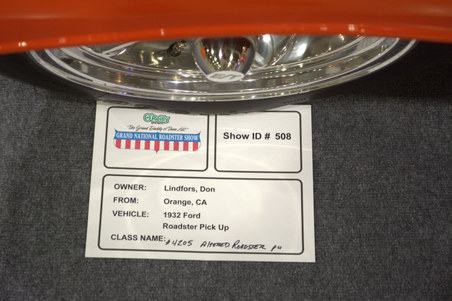 O'Reilly
"The Grand Daddy of Them All"
GRAND NATIONAL ROADSTER SHOW
Show ID # 508
OWNER: Lindfors, Don
FROM: Orange, CA
VEHICLE: 1932 Ford
Roadster Pick Up
CLASS NAME: #4205 ALTERED ROADSTER PU